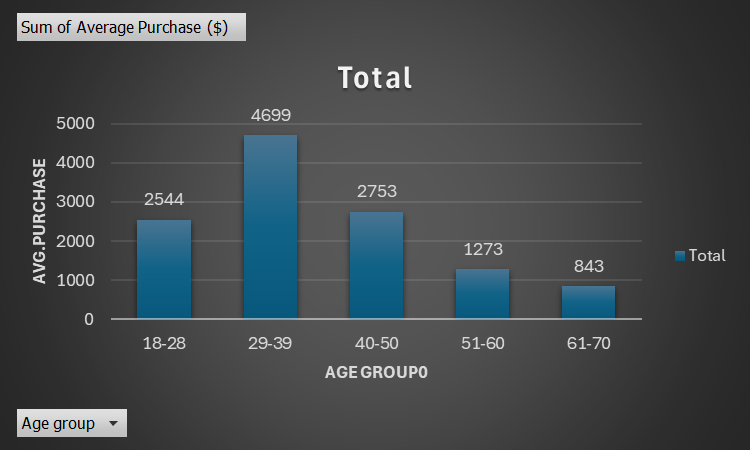 Sum of Average Purchase ($)
Total
5000
4000
3000
2000
1000
0
AVG.PURCHASE
2544
4699
2753
1273
843
18-28
29-39
40-50
51-60
61-70
AGE GROUP0
Total
Age group